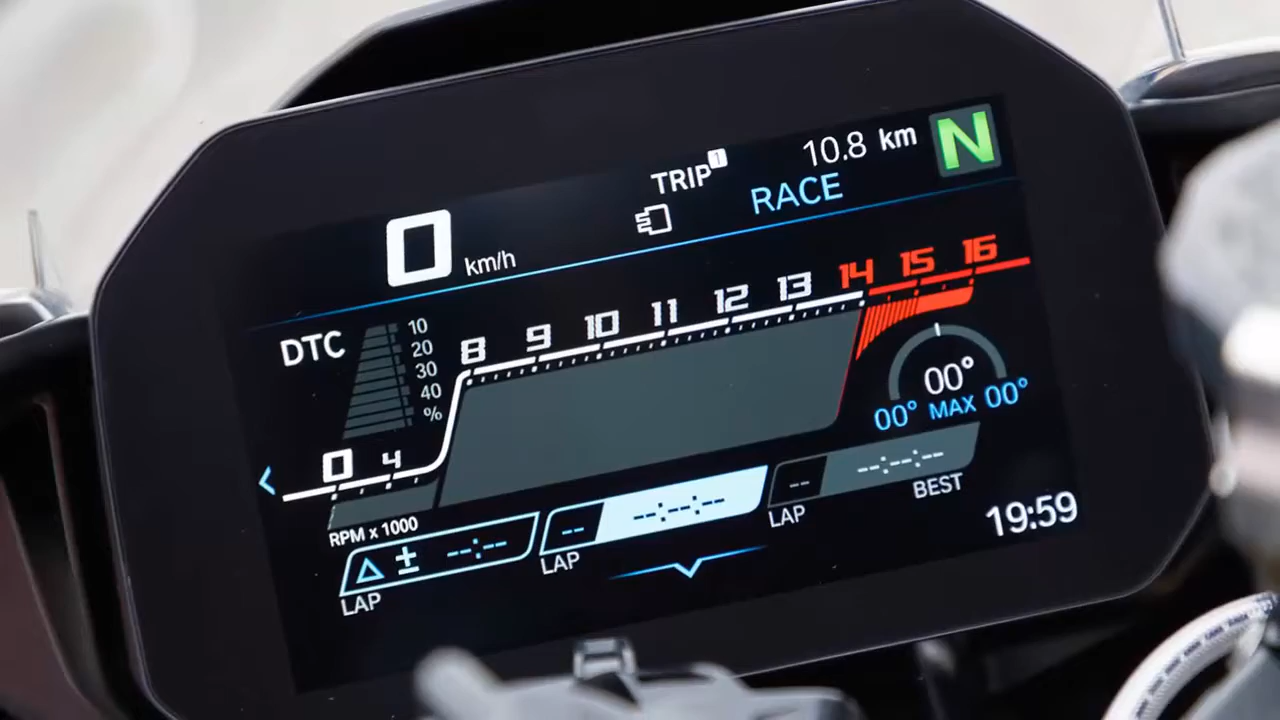 TRIP 1 10.8 km N
0 km/h RACE
DTC 10
20
30
40
%
0 4 8 9 10 11 12 13 14 15 16
RPM x 1000
00°
00° MAX 00°
△ ± --:--
LAP
-- --:--:--
LAP
-- --:--:--
LAP BEST
19:59